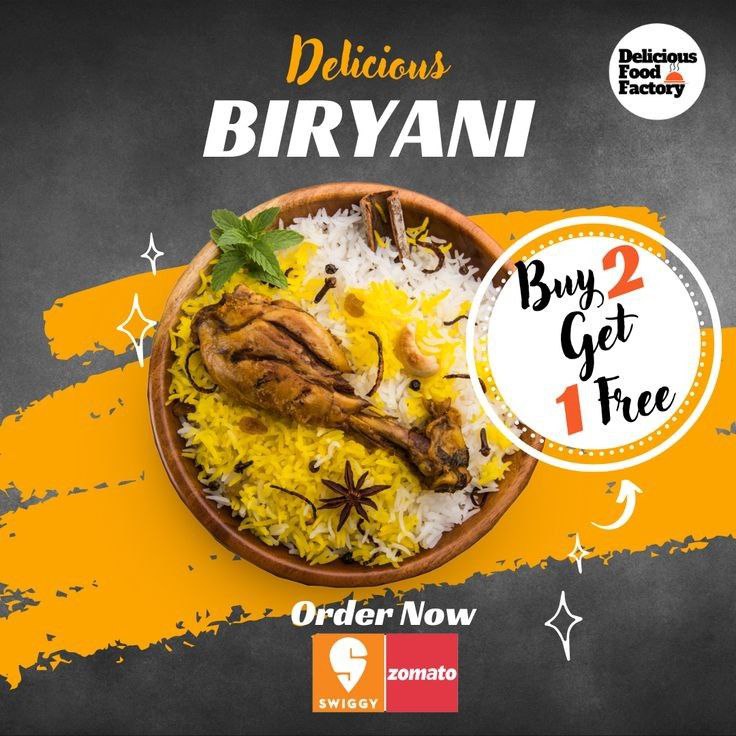 Delicious
BIRYANI
Delicious
Food
Factory
Buy 2
Get
1 Free
Order Now
SWIGGY
zomato